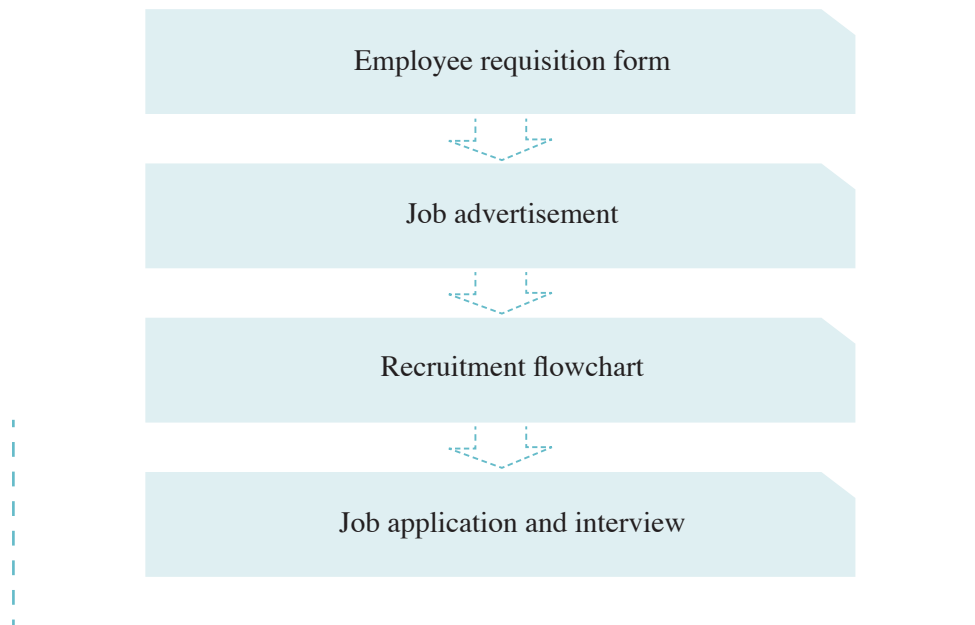 Employee requisition form
Job advertisement
Recruitment flowchart
Job application and interview